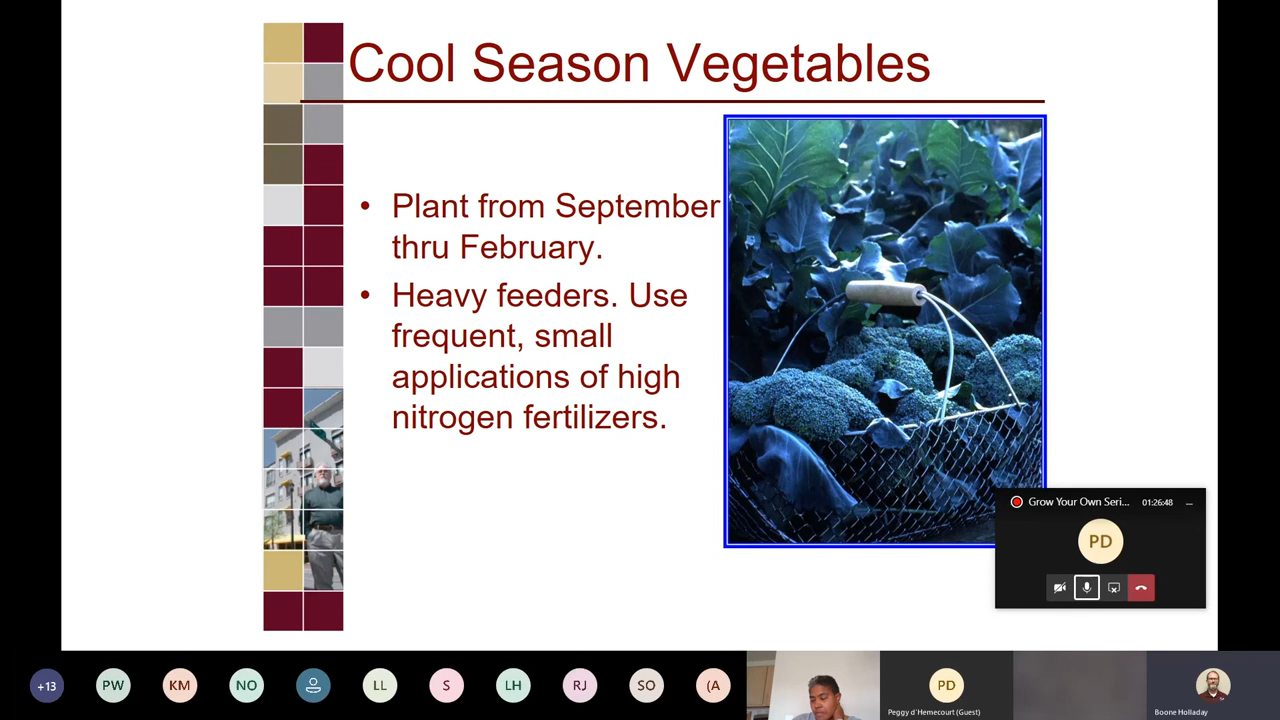 Cool Season Vegetables
• Plant from September
thru February.
• Heavy feeders. Use
frequent, small
applications of high
nitrogen fertilizers.
Grow Your Own Seri... 01:26:48
PD
+13 PW KM NO LL S LH RJ SO (A PD
Peggy d'Hemecourt (Guest) Boone Holladay